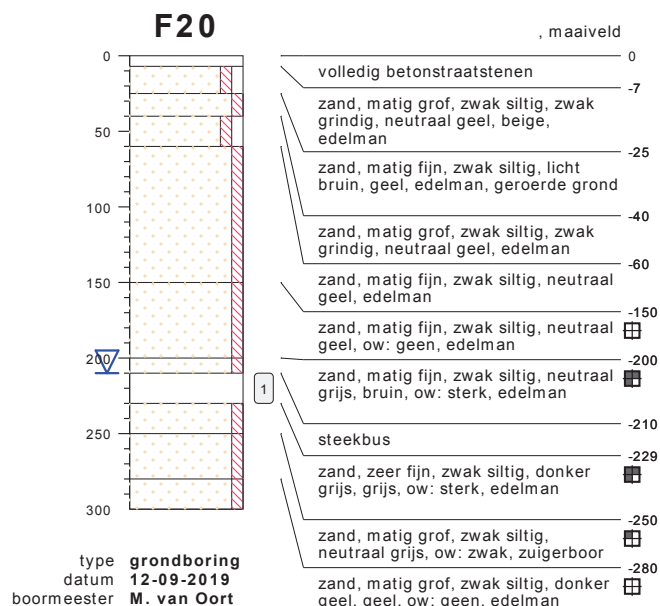 F20
, maaiveld
0
0
volledig betonstraatstenen
-7
zand, matig grof, zwak siltig, zwak
grindig, neutraal geel, beige,
edelman
-25
50
zand, matig fijn, zwak siltig, licht
bruin, geel, edelman, geroerde grond
-40
100
zand, matig grof, zwak siltig, zwak
grindig, neutraal geel, edelman
-60
150
zand, matig fijn, zwak siltig, neutraal
geel, edelman
-150
zand, matig fijn, zwak siltig, neutraal
geel, ow: geen, edelman
-200
200
zand, matig fijn, zwak siltig, neutraal
grijs, bruin, ow: sterk, edelman
1
-210
steekbus
-229
250
zand, zeer fijn, zwak siltig, donker
grijs, grijs, ow: sterk, edelman
300
-250
zand, matig grof, zwak siltig,
neutraal grijs, ow: zwak, zuigerboor
-280
zand, matig grof, zwak siltig, donker
geel, geel, ow: geen, edelman
type grondboring
datum 12-09-2019
boormeester M. van Oort